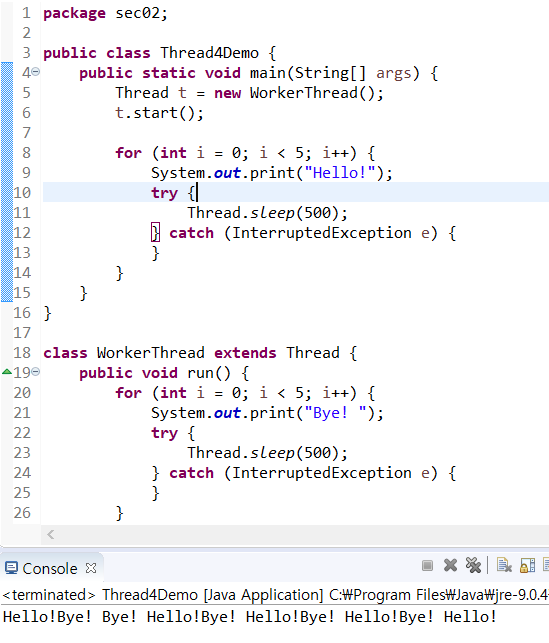 1 package sec02;
2
3 public class Thread4Demo {
4     public static void main(String[] args) {
5         Thread t = new WorkerThread();
6         t.start();
7
8         for (int i = 0; i < 5; i++) {
9             System.out.print("Hello!");
10             try {
11                 Thread.sleep(500);
12             } catch (InterruptedException e) {
13             }
14         }
15     }
16 }
17
18 class WorkerThread extends Thread {
19     public void run() {
20         for (int i = 0; i < 5; i++) {
21             System.out.print("Bye! ");
22             try {
23                 Thread.sleep(500);
24             } catch (InterruptedException e) {
25             }
26         }
Console
<terminated> Thread4Demo [Java Application] C:₩Program Files₩Java₩jre-9.0.4
Hello!Bye! Bye! Hello!Bye! Hello!Bye! Hello!Bye! Hello!